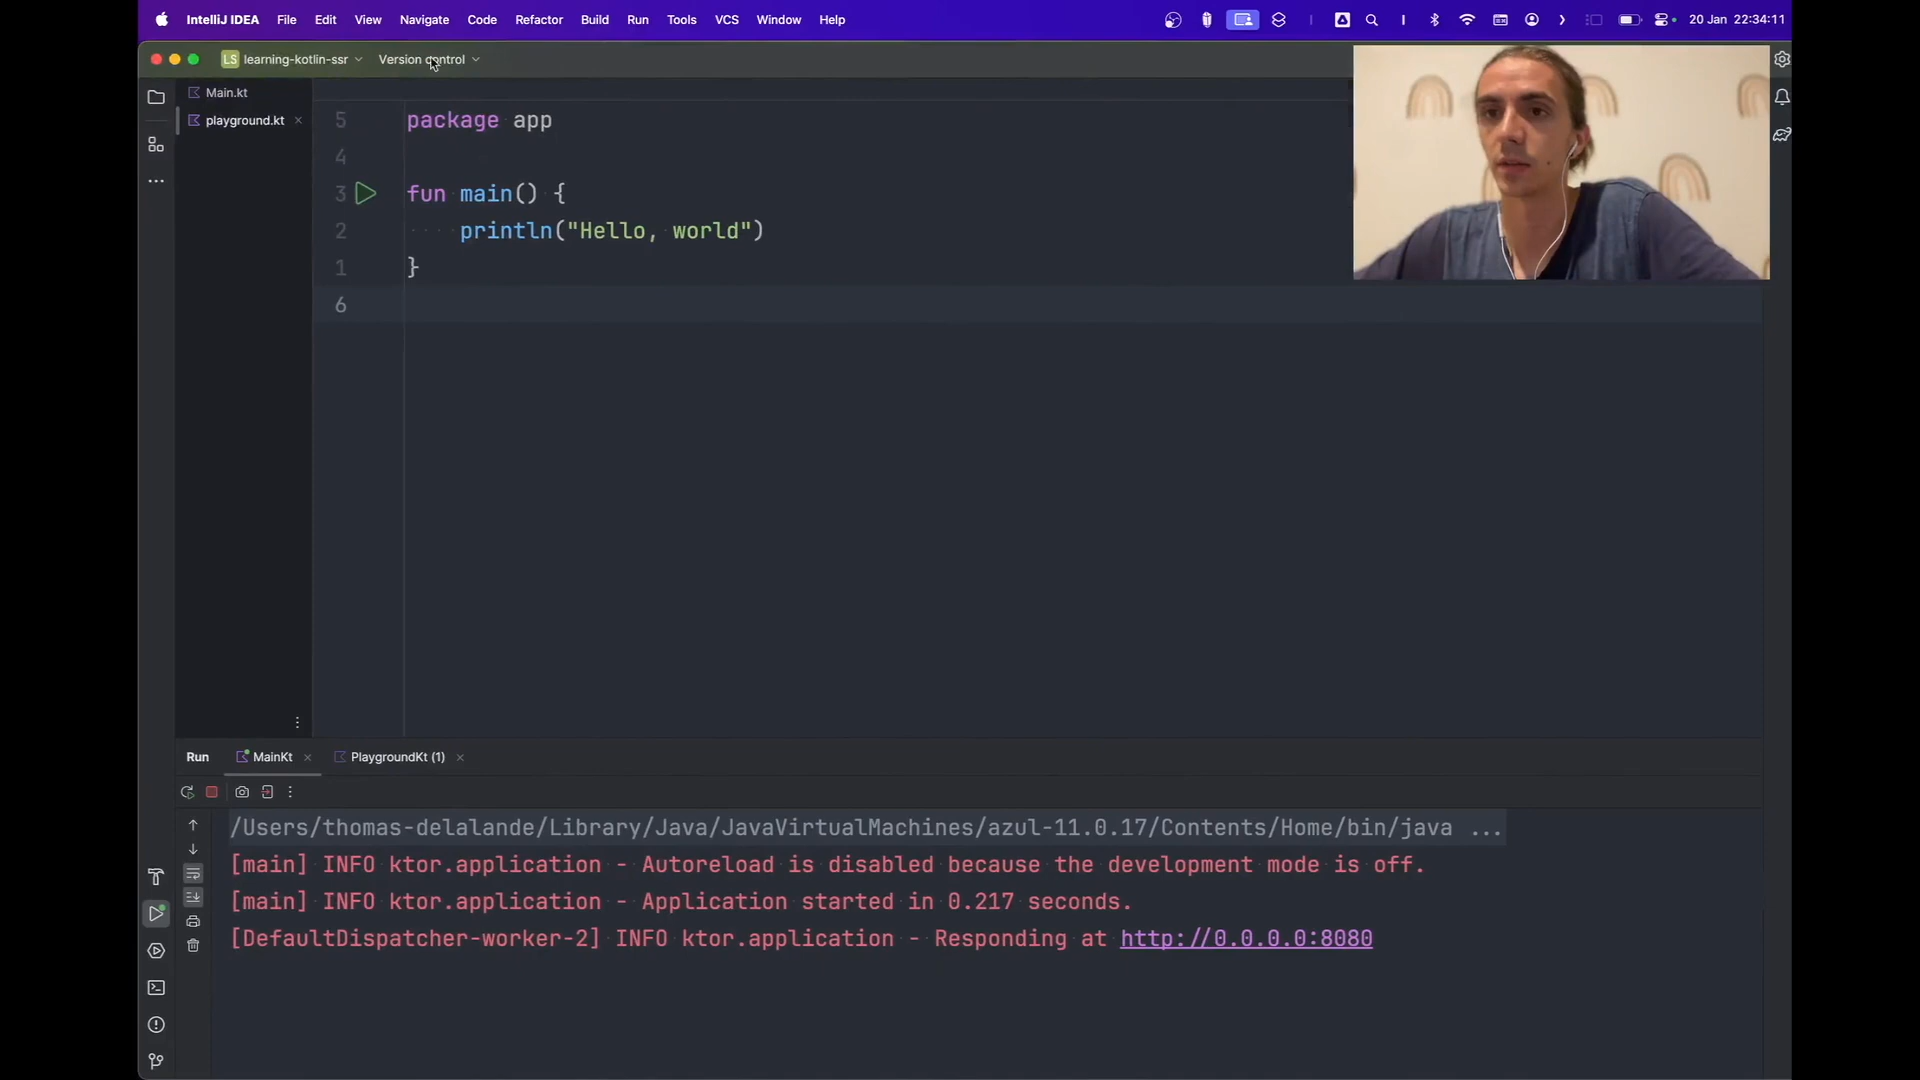 IntelliJ IDEA File Edit View Navigate Code Refactor Build Run Tools VCS Window Help 20 Jan 22:34:11
LS learning-kotlin-ssr Version control
Main.kt
playground.kt
5 package app
4
3 fun main() {
2 println("Hello, world")
1 }
6
Run MainKt PlaygroundKt (1)
/Users/thomas-delalande/Library/Java/JavaVirtualMachines/azul-11.0.17/Contents/Home/bin/java ...
[main] INFO ktor.application - Autoreload is disabled because the development mode is off.
[main] INFO ktor.application - Application started in 0.217 seconds.
[DefaultDispatcher-worker-2] INFO ktor.application - Responding at http://0.0.0.0:8080